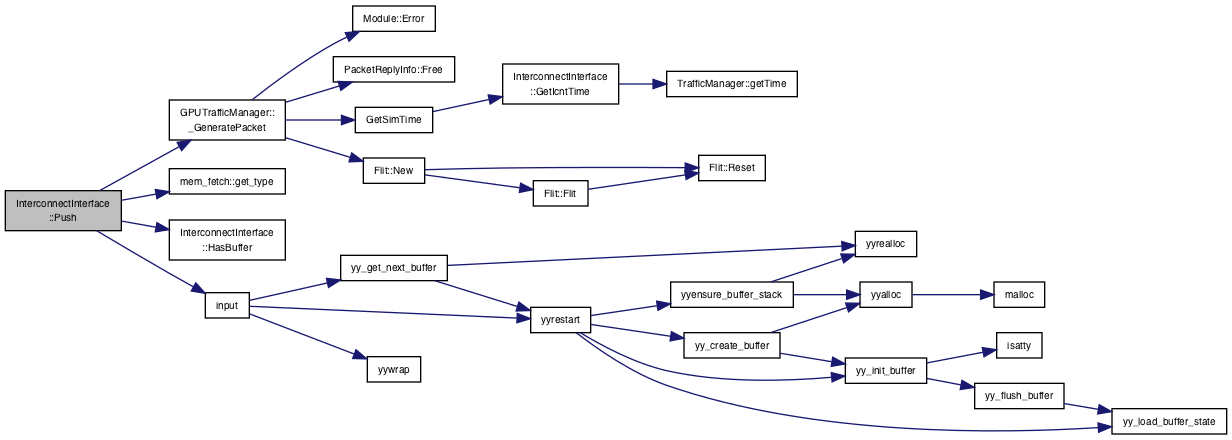 Module::Error
PacketReplyInfo::Free
InterconnectInterface
::GetIcntTime
TrafficManager::getTime
GPUTrafficManager::
_GeneratePacket
GetSimTime
Flit::New
Flit::Reset
Flit::Flit
mem_fetch::get_type
InterconnectInterface
::Push
InterconnectInterface
::HasBuffer
yyrealloc
yy_get_next_buffer
yyensure_buffer_stack
yyalloc
malloc
input
yyrestart
yy_create_buffer
isatty
yywrap
yy_init_buffer
yy_flush_buffer
yy_load_buffer_state